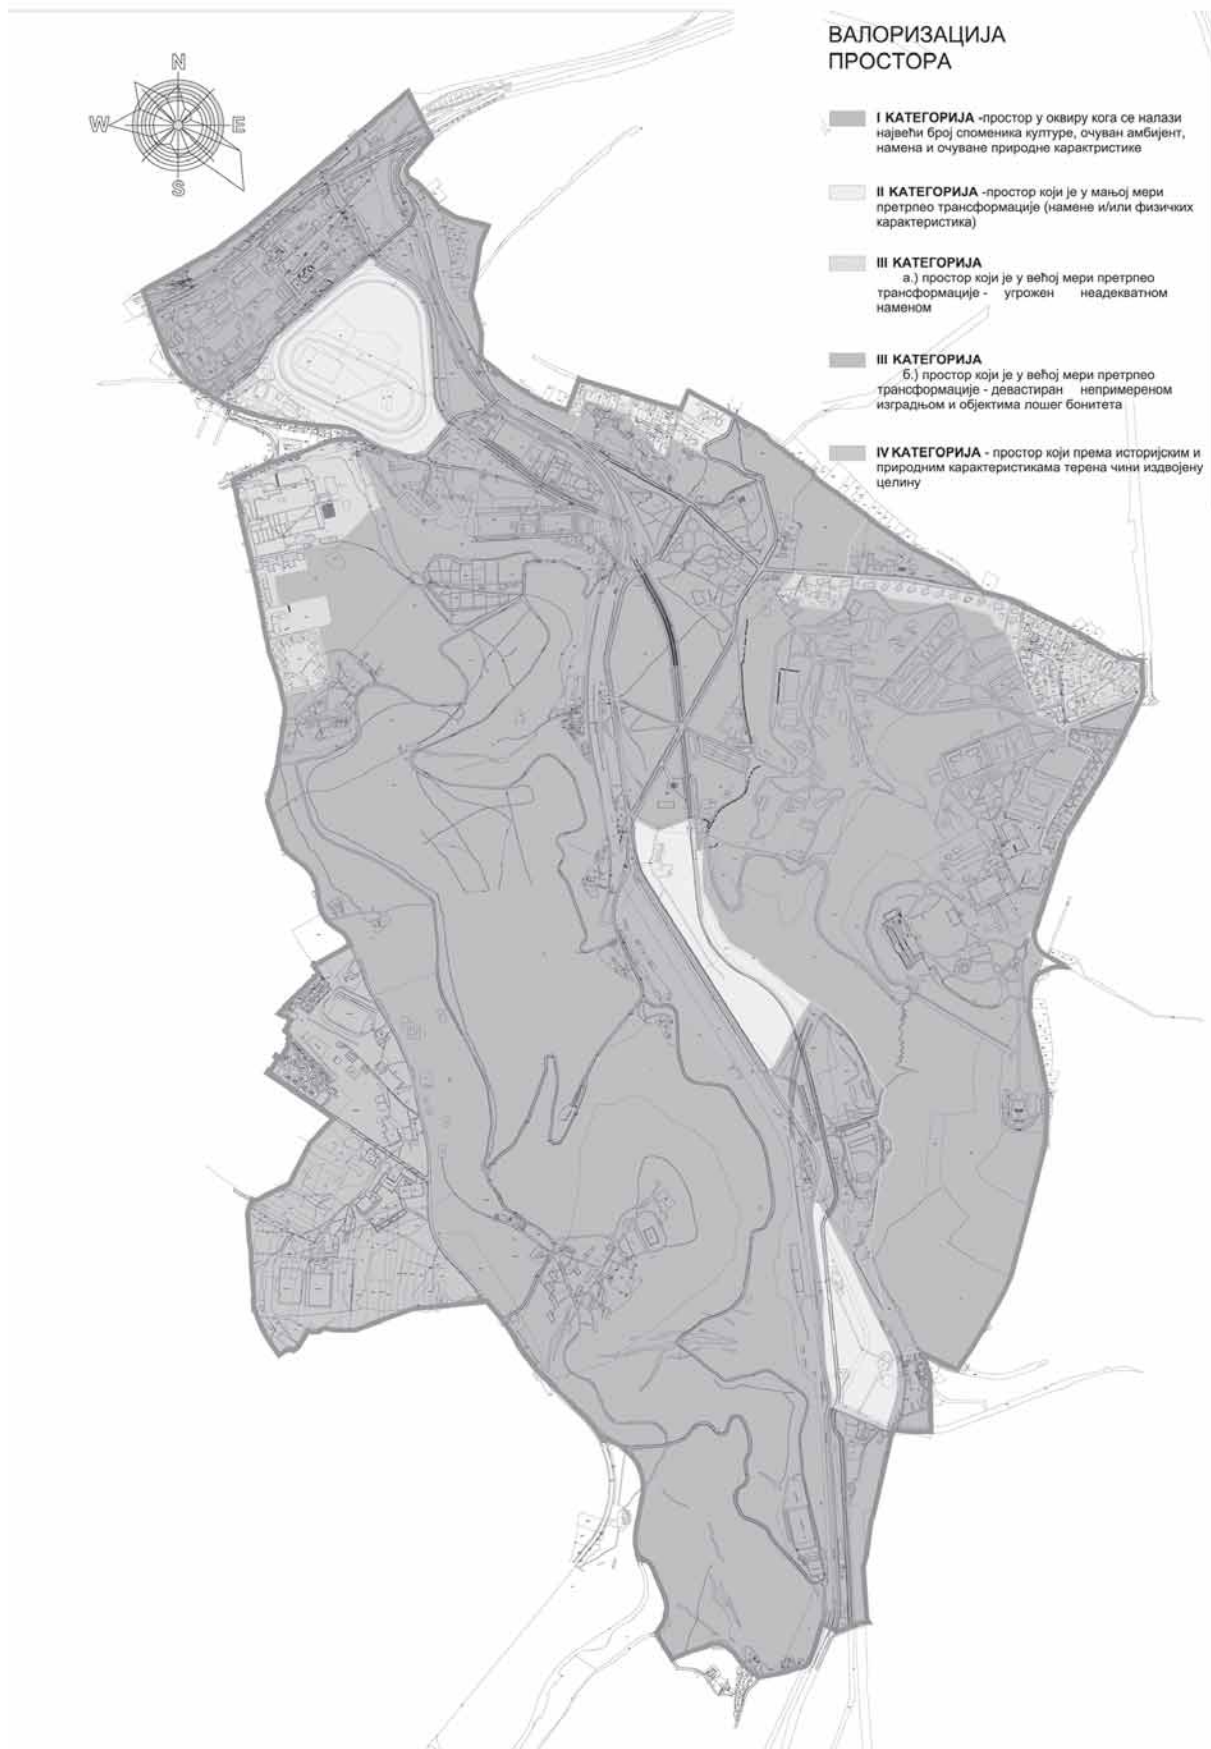 ВАЛОРИЗАЦИЈА
ПРОСТОРА
N
W
E
S
I КАТЕГОРИЈА -простор у оквиру кога се налази
највећи број споменика културе, очуван амбијент,
намена и очуване природне карактристике
II КАТЕГОРИЈА -простор који је у мањој мери
претрпео трансформације (намене и/или физичких
карактеристика)
III КАТЕГОРИЈА
а.) простор који је у већој мери претрпео
трансформације - угрожен неадекватном
наменом
III КАТЕГОРИЈА
б.) простор који је у већој мери претрпео
трансформације - девастиран непримереном
изградњом и објектима лошег бонитета
IV КАТЕГОРИЈА - простор који према историјским и
природним карактеристикама терена чини издвојену
целину